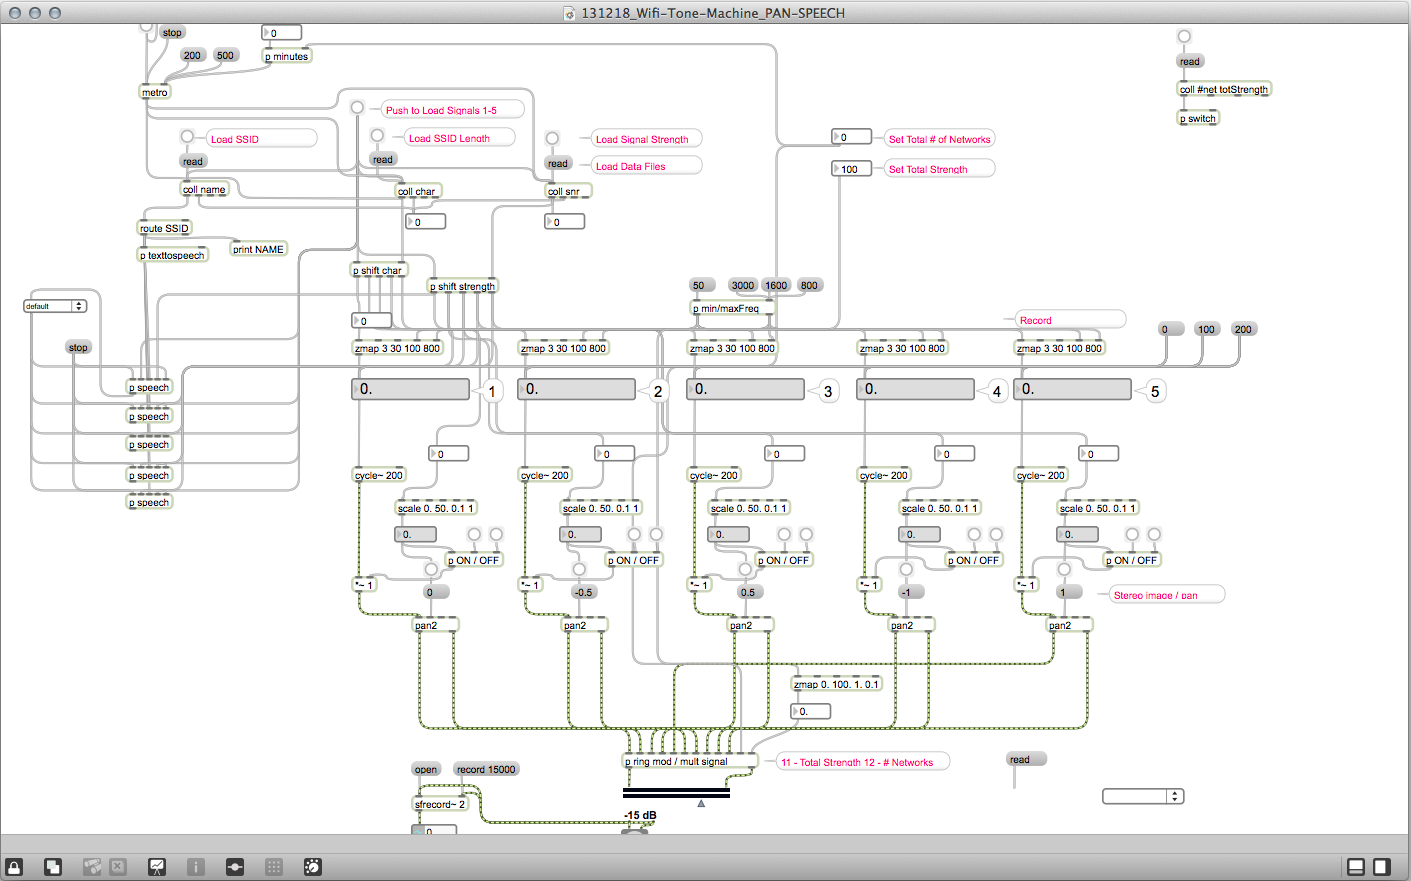 131218_Wifi-Tone-Machine_PAN-SPEECH
stop
0
200
500
p minutes
metro
read
coll #net totStrength
p switch
Push to Load Signals 1-5
Load SSID
Load SSID Length
Load Signal Strength
0
Set Total # of Networks
read
read
read
Load Data Files
100
Set Total Strength
coll name
coll char
coll snr
0
0
route SSID
print NAME
p texttospeech
p shift char
p shift strength
50
3000
1600
800
default
p min/maxFreq
0
Record
0
100
200
stop
zmap 3 30 100 800
zmap 3 30 100 800
zmap 3 30 100 800
zmap 3 30 100 800
zmap 3 30 100 800
p speech
0.
1
0.
2
0.
3
0.
4
0.
5
p speech
p speech
0
0
0
0
0
p speech
cycle~ 200
cycle~ 200
cycle~ 200
cycle~ 200
cycle~ 200
p speech
scale 0. 50. 0.1 1
scale 0. 50. 0.1 1
scale 0. 50. 0.1 1
scale 0. 50. 0.1 1
scale 0. 50. 0.1 1
0.
0.
0.
0.
0.
p ON / OFF
p ON / OFF
p ON / OFF
p ON / OFF
p ON / OFF
*~ 1
*~ 1
*~ 1
*~ 1
*~ 1
0
-0.5
0.5
-1
1
Stereo image / pan
pan2
pan2
pan2
pan2
pan2
zmap 0. 100. 1. 0.1
0.
p ring mod / mult signal
11 - Total Strength 12 - # Networks
read
open
record 15000
sfrecord~ 2
-15 dB
0